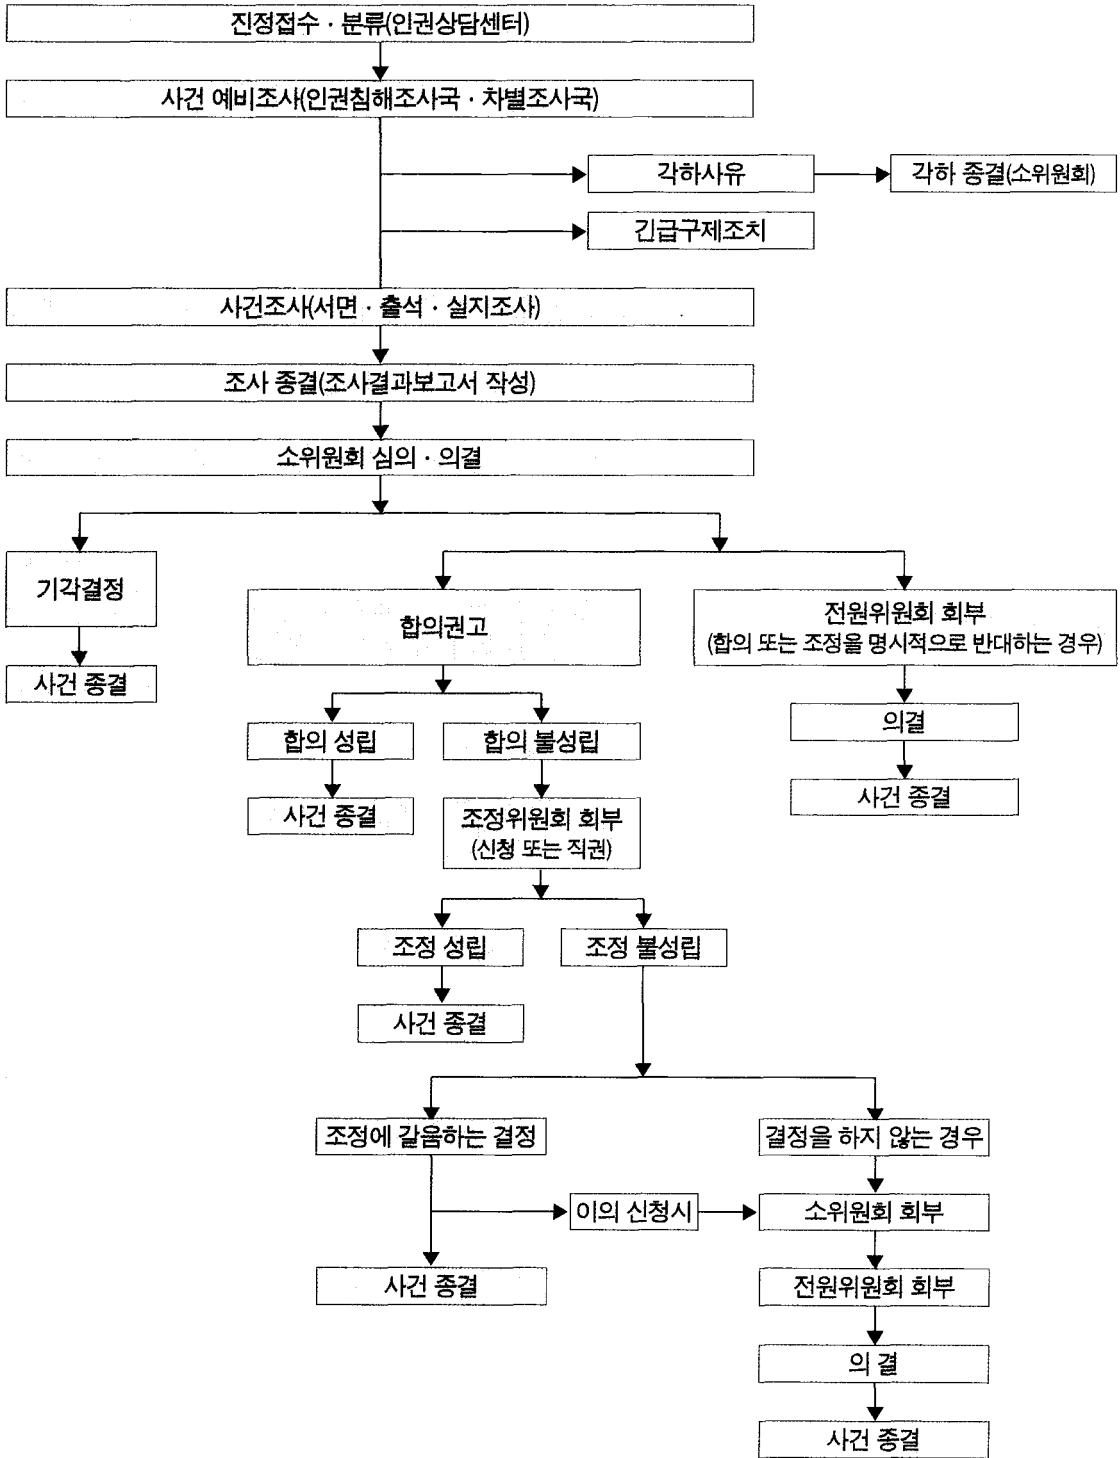 진정접수 · 분류(인권상담센터)
사건 예비조사(인권침해조사국 · 차별조사국)
각하사유
각하 종결(소위원회)
긴급구제조치
사건조사(서면 · 출석 · 실지조사)
조사 종결(조사결과보고서 작성)
소위원회 심의 · 의결
기각결정
사건 종결
합의권고
전원위원회 회부
(합의 또는 조정을 명시적으로 반대하는 경우)
합의 성립
합의 불성립
의결
사건 종결
조정위원회 회부
(신청 또는 직권)
사건 종결
조정 성립
조정 불성립
사건 종결
조정에 갈음하는 결정
결정을 하지 않는 경우
이의 신청시
소위원회 회부
사건 종결
전원위원회 회부
의 결
사건 종결